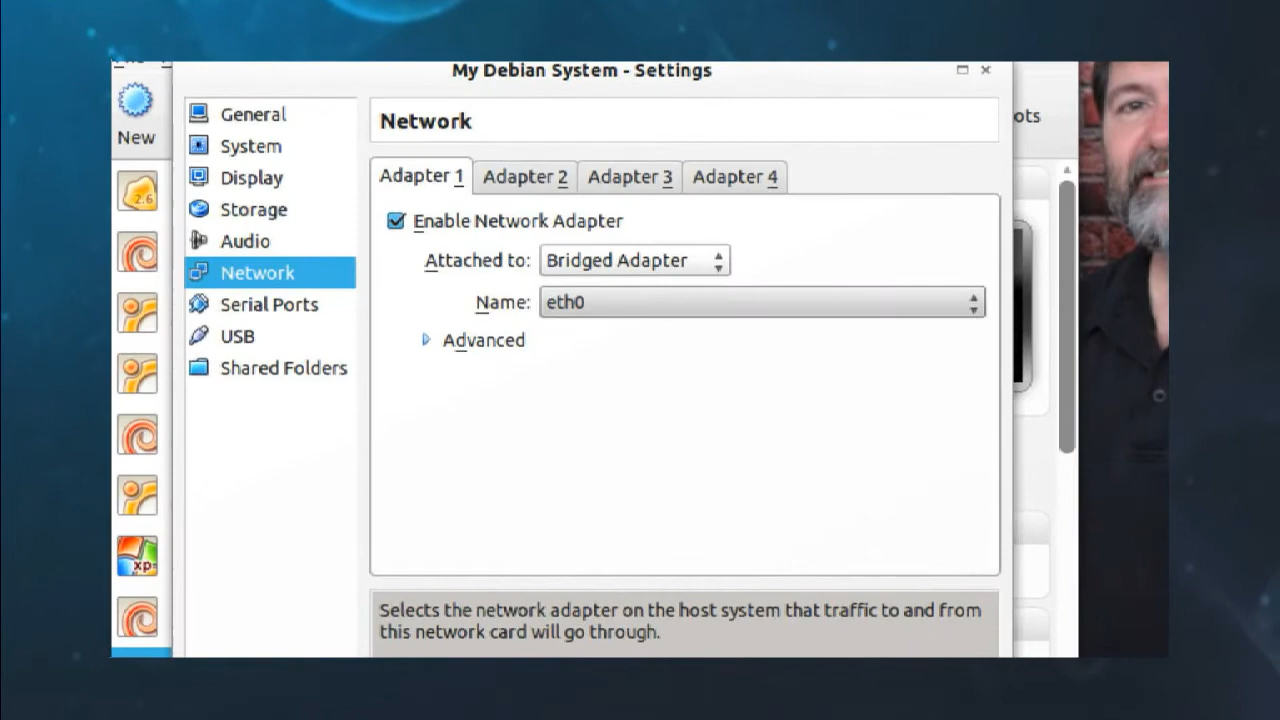 My Debian System - Settings
New
ots
General
System
Display
Storage
Audio
Network
Serial Ports
USB
Shared Folders
Network
Adapter 1
Adapter 2
Adapter 3
Adapter 4
Enable Network Adapter
Attached to: Bridged Adapter
Name: eth0
Advanced
Selects the network adapter on the host system that traffic to and from
this network card will go through.
2.6
xp